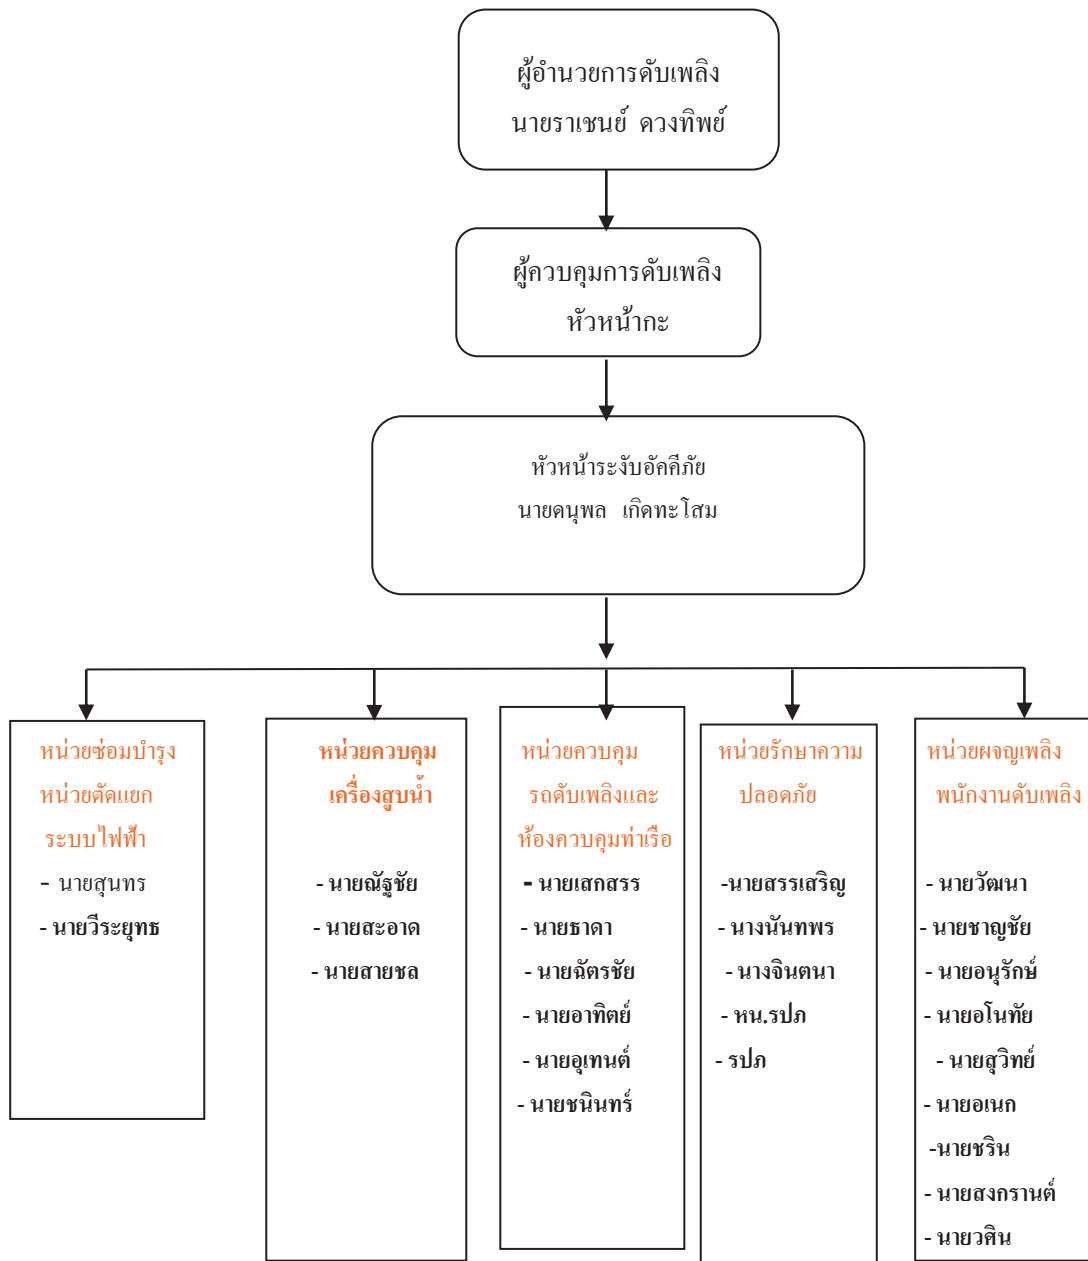 ผู้อำนวยการดับเพลิง
นายราเชนย์ ดวงทิพย์
ผู้ควบคุมการดับเพลิง
หัวหน้ากะ
หัวหน้าระงับอัคคีภัย
นายดนุพล เกิดทะโสม
หน่วยซ่อมบำรุง
หน่วยตัดแยก
ระบบไฟฟ้า
- นายสุนทร
- นายวีระยุทธ
หน่วยควบคุม
เครื่องสูบน้ำ
- นายณัฐชัย
- นายสะอาด
- นายสายชล
หน่วยควบคุม
รถดับเพลิงและ
ห้องควบคุมท่าเรือ
- นายเสกสรร
- นายธาดา
- นายฉัตรชัย
- นายอาทิตย์
- นายอุเทนต์
- นายชนินทร์
หน่วยรักษาความ
ปลอดภัย
-นายสรรเสริญ
- นางนันทพร
- นางจินตนา
- หน.รปภ
- รปภ
หน่วยผจญเพลิง
พนักงานดับเพลิง
- นายวัฒนา
- นายชาญชัย
- นายอนุรักษ์
- นายอโนทัย
- นายสุวิทย์
- นายอเนก
-นายชริน
- นายสงกรานต์
- นายวศิน